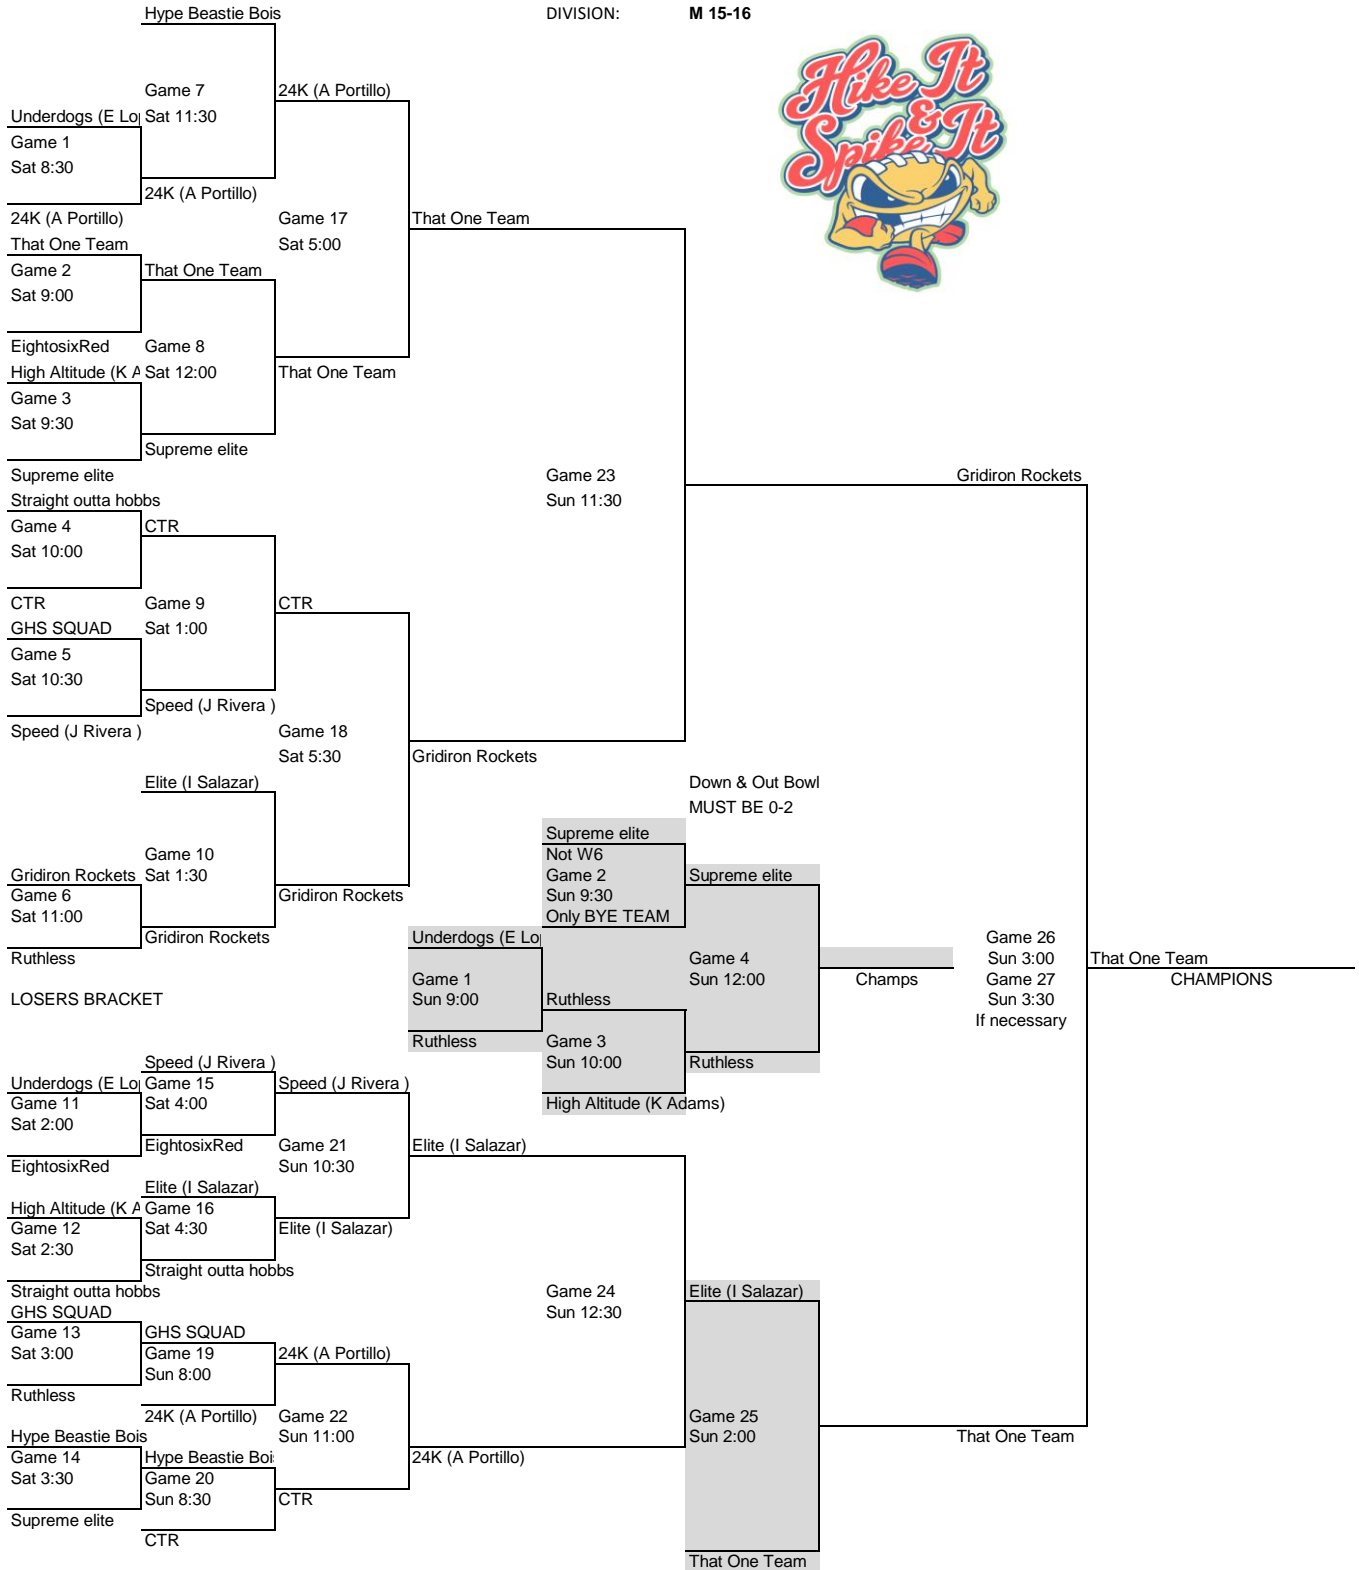 Hype Beastie Bois DIVISION: M 15-16
Hike It
&
Spike It
Game 7 24K (A Portillo)
Underdogs (E Lop Sat 11:30
Game 1
Sat 8:30
24K (A Portillo)
24K (A Portillo) Game 17 That One Team
That One Team Sat 5:00
Game 2 That One Team
Sat 9:00
EightosixRed Game 8
High Altitude (K A Sat 12:00 That One Team
Game 3
Sat 9:30
Supreme elite
Supreme elite Game 23 Gridiron Rockets
Straight outta hobbs Sun 11:30
Game 4 CTR
Sat 10:00
CTR Game 9 CTR
GHS SQUAD Sat 1:00
Game 5
Sat 10:30
Speed (J Rivera )
Speed (J Rivera ) Game 18
Sat 5:30 Gridiron Rockets
Elite (I Salazar) Down & Out Bowl
MUST BE 0-2
Supreme elite
Game 10 Not W6
Gridiron Rockets Sat 1:30 Game 2 Supreme elite
Game 6 Gridiron Rockets Sun 9:30
Sat 11:00 Only BYE TEAM
Gridiron Rockets Underdogs (E Lop Game 26
Ruthless Game 4 Sun 3:00 That One Team
Game 1 Sun 12:00 Champs Game 27 CHAMPIONS
LOSERS BRACKET Sun 9:00 Ruthless Sun 3:30
If necessary
Ruthless Game 3
Speed (J Rivera ) Sun 10:00 Ruthless
Underdogs (E Lop Game 15 Speed (J Rivera )
Game 11 Sat 4:00 High Altitude (K Adams)
Sat 2:00
EightosixRed Game 21 Elite (I Salazar)
EightosixRed Sun 10:30
Elite (I Salazar)
High Altitude (K A Game 16
Game 12 Sat 4:30 Elite (I Salazar)
Sat 2:30
Straight outta hobbs
Straight outta hobbs Game 24 Elite (I Salazar)
GHS SQUAD Sun 12:30
Game 13 GHS SQUAD
Sat 3:00 Game 19 24K (A Portillo)
Sun 8:00
Ruthless
24K (A Portillo) Game 22 Game 25
Hype Beastie Bois Sun 11:00 Sun 2:00 That One Team
Game 14 Hype Beastie Bois 24K (A Portillo)
Sat 3:30 Game 20
Sun 8:30 CTR
Supreme elite
CTR
That One Team